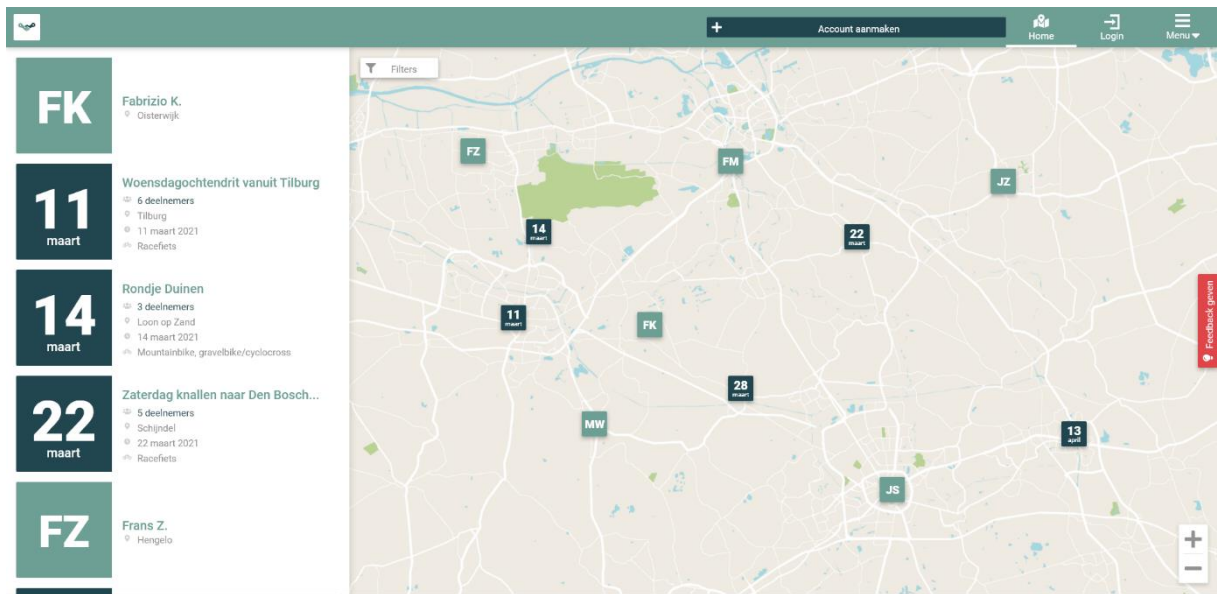 Account aanmaken
Home
Login
Menu
FK
Fabrizio K.
Oisterwijk
11
maart
Woensdagochtendrit vanuit Tilburg
6 deelnemers
Tilburg
11 maart 2021
Racefiets
14
maart
Rondje Duinen
3 deelnemers
Loon op Zand
14 maart 2021
Mountainbike, gravelbike/cyclocross
22
maart
Zaterdag knallen naar Den Bosch...
5 deelnemers
Schijndel
22 maart 2021
Racefiets
FZ
Frans Z.
Hengelo
Filters
FZ
FM
JZ
14
maart
22
maart
11
maart
FK
28
maart
MW
13
april
JS
Feedback geven